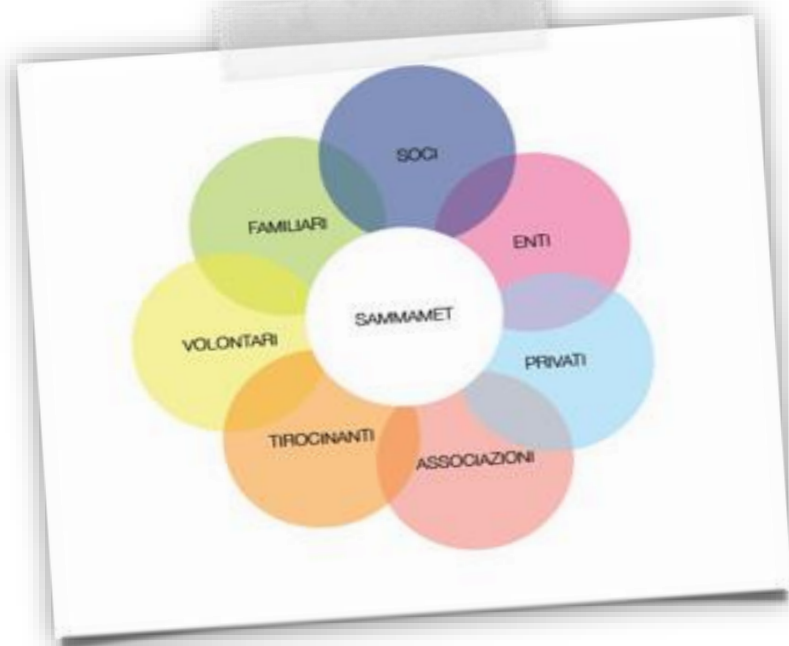 SOCI
ENTI
FAMILIARI
SAMMAMET
VOLONTARI
PRIVATI
TIROCINANTI
ASSOCIAZIONI